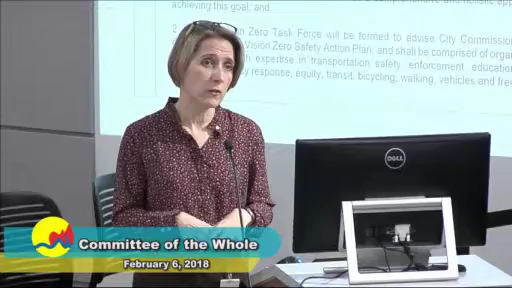 achieving this goal; and
2
n Zero Task Force will be formed to advise City Commission
Vision Zero Safety Action Plan, and shall be comprised of organ
h expertise in transportation safety, enforcement, education
y response, equity, transit, bicycling, walking, vehicles and frei
DELL
Committee of the Whole
February 6, 2018